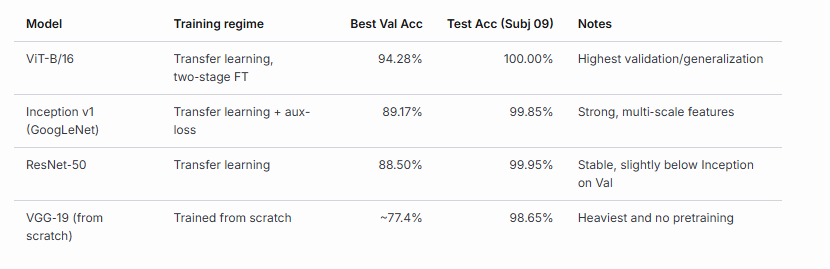 Model Training regime Best Val Acc Test Acc (Subj 09) Notes
ViT-B/16 Transfer learning, 94.28% 100.00% Highest validation/generalization
two-stage FT
Inception v1 Transfer learning + aux- 89.17% 99.85% Strong, multi-scale features
(GoogLeNet) loss
ResNet-50 Transfer learning 88.50% 99.95% Stable, slightly below Inception
on Val
VGG-19 (from Trained from scratch ~77.4% 98.65% Heaviest and no pretraining
scratch)